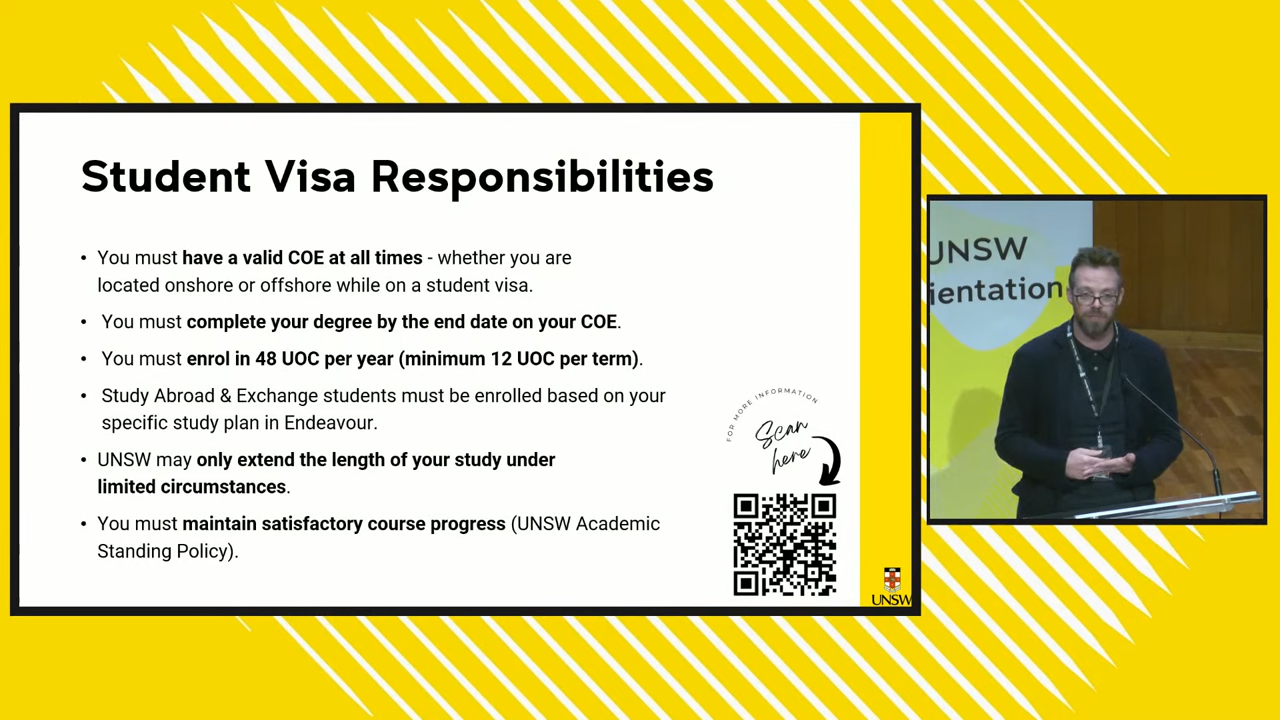 Student Visa Responsibilities
• You must have a valid COE at all times - whether you are
located onshore or offshore while on a student visa.
• You must complete your degree by the end date on your COE.
• You must enrol in 48 UOC per year (minimum 12 UOC per term).
• Study Abroad & Exchange students must be enrolled based on your
specific study plan in Endeavour.
• UNSW may only extend the length of your study under
limited circumstances.
• You must maintain satisfactory course progress (UNSW Academic
Standing Policy).
FOR MORE INFORMATION
Scan
here
UNSW
UNSW
ientation